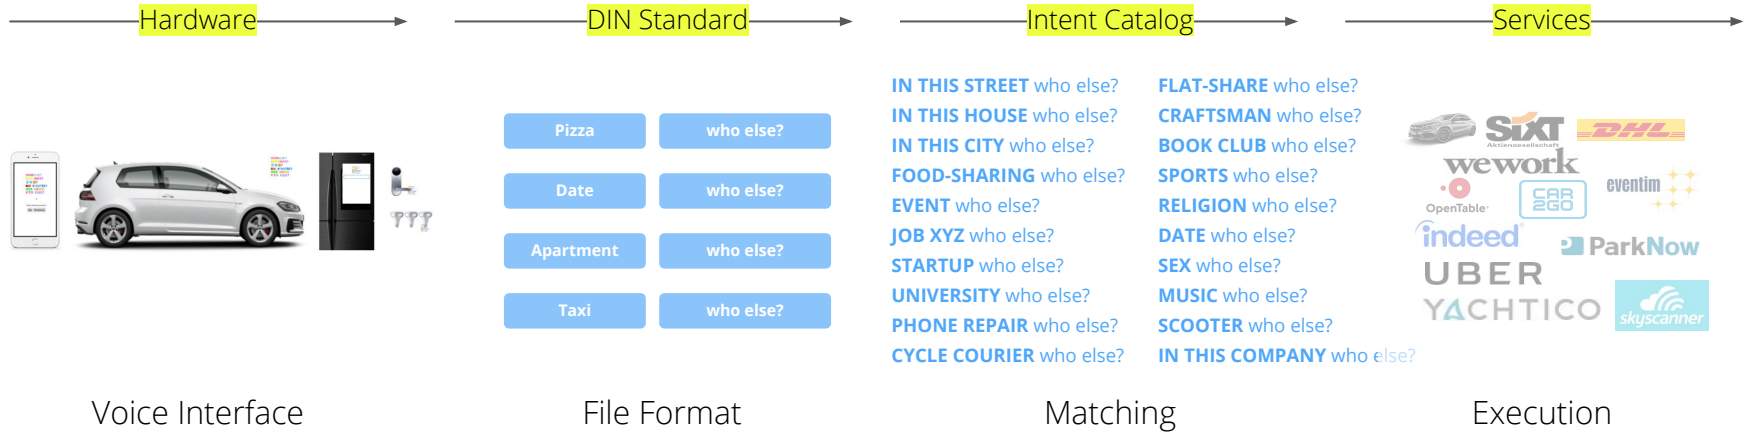 Hardware
DIN Standard
Intent Catalog
Services
Pizza who else?
Date who else?
Apartment who else?
Taxi who else?
IN THIS STREET who else?
IN THIS HOUSE who else?
IN THIS CITY who else?
FOOD-SHARING who else?
EVENT who else?
JOB XYZ who else?
STARTUP who else?
UNIVERSITY who else?
PHONE REPAIR who else?
CYCLE COURIER who else?
FLAT-SHARE who else?
CRAFTSMAN who else?
BOOK CLUB who else?
SPORTS who else?
RELIGION who else?
DATE who else?
SEX who else?
MUSIC who else?
SCOOTER who else?
IN THIS COMPANY who else?
SIXT
Aktiengesellschaft
DHL
wework
OpenTable
CAR2GO
eventim
indeed
ParkNow
UBER
YACHTICO
skyscanner
Voice Interface
File Format
Matching
Execution